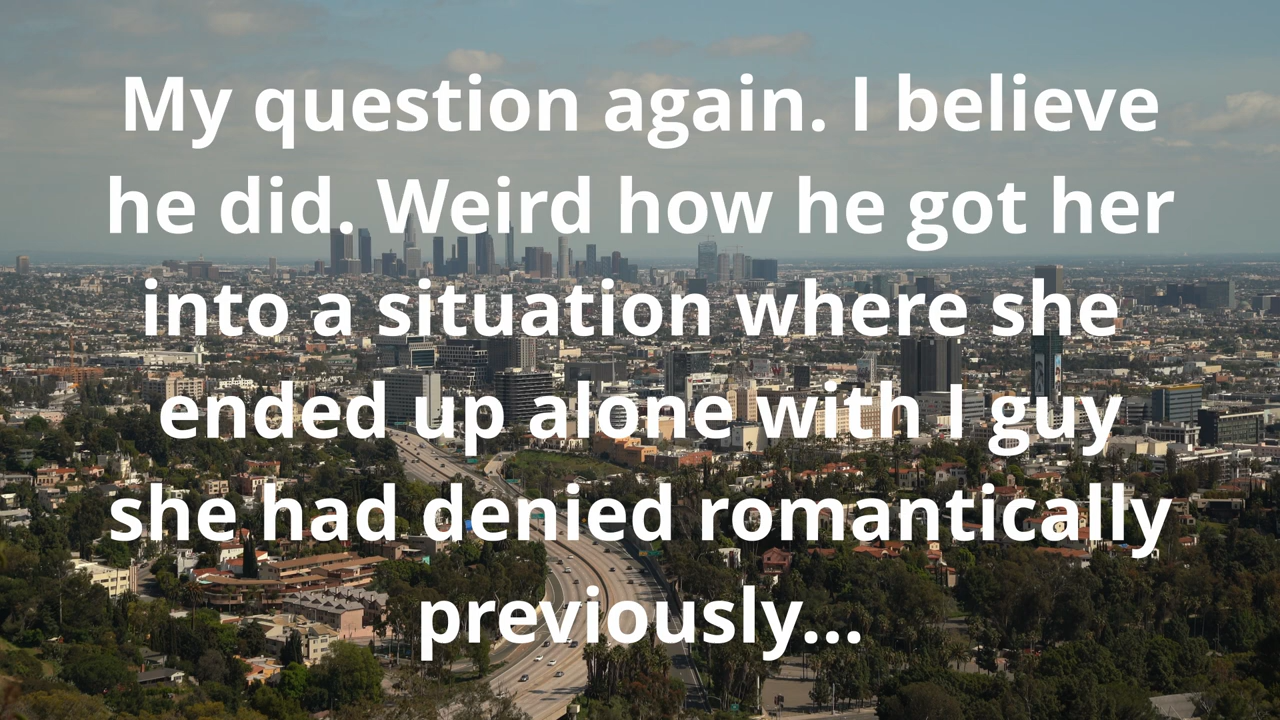 My question again. I believe
he did. Weird how he got her
into a situation where she
ended up alone with I guy
she had denied romantically
previously...